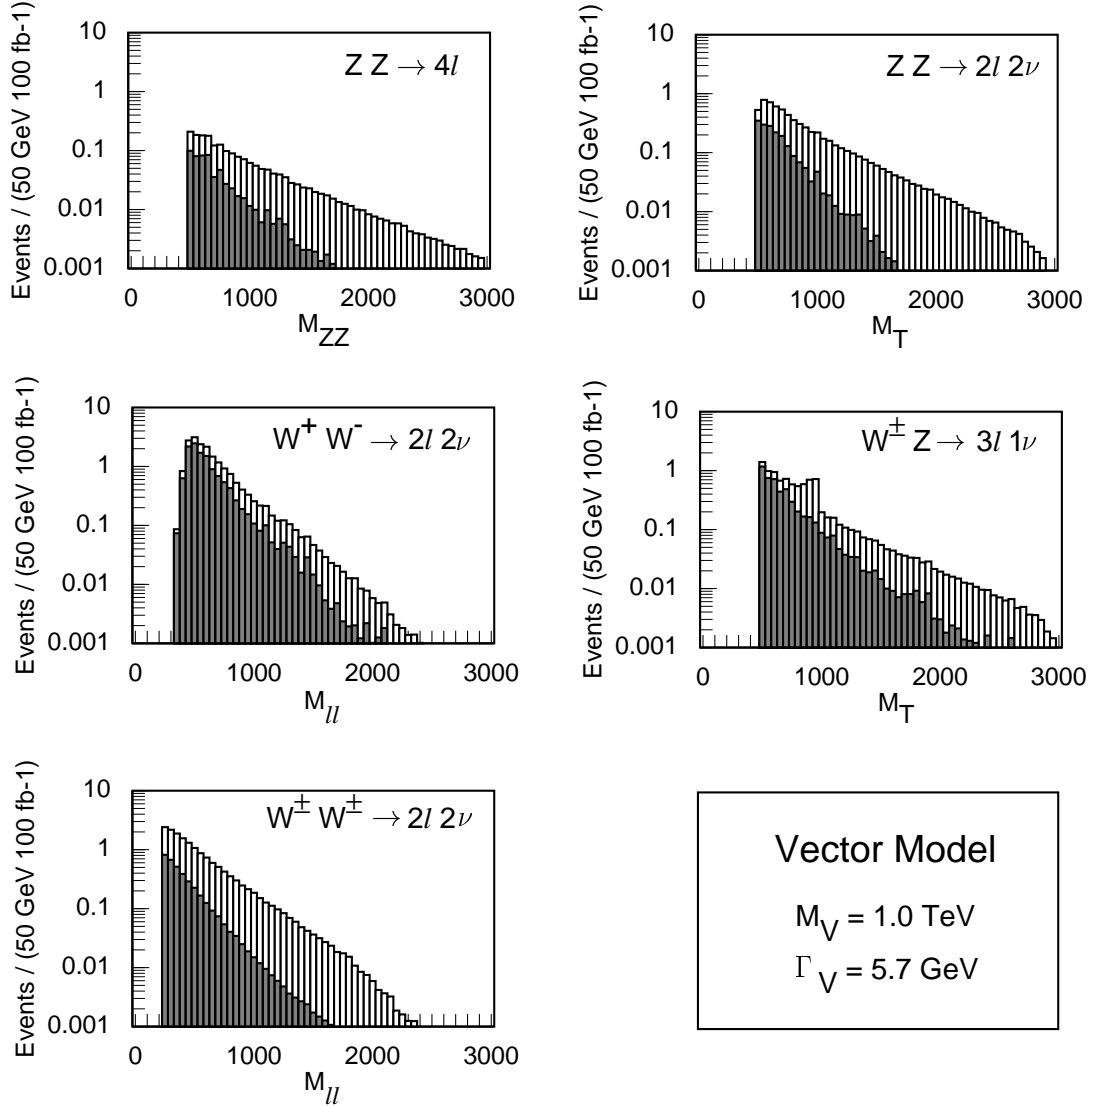 Events / (50 GeV 100 fb-1)
10
1
0.1
0.01
0.001
Z Z → 4l
0 1000 2000 3000
M_ZZ
Events / (50 GeV 100 fb-1)
10
1
0.1
0.01
0.001
Z Z → 2l 2ν
0 1000 2000 3000
M_T
Events / (50 GeV 100 fb-1)
10
1
0.1
0.01
0.001
W⁺ W⁻ → 2l 2ν
0 1000 2000 3000
M_ll
Events / (50 GeV 100 fb-1)
10
1
0.1
0.01
0.001
W± Z → 3l 1ν
0 1000 2000 3000
M_T
Events / (50 GeV 100 fb-1)
10
1
0.1
0.01
0.001
W± W± → 2l 2ν
0 1000 2000 3000
M_ll
Vector Model
M_V = 1.0 TeV
Γ_V = 5.7 GeV